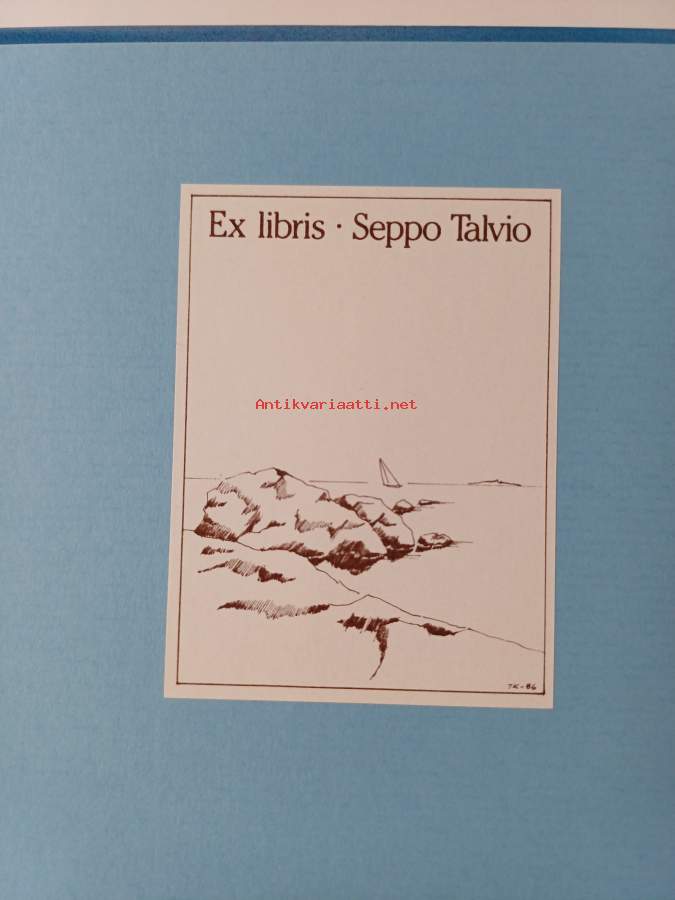 Ex libris · Seppo Talvio
Antikvariaatti.net
TK-86